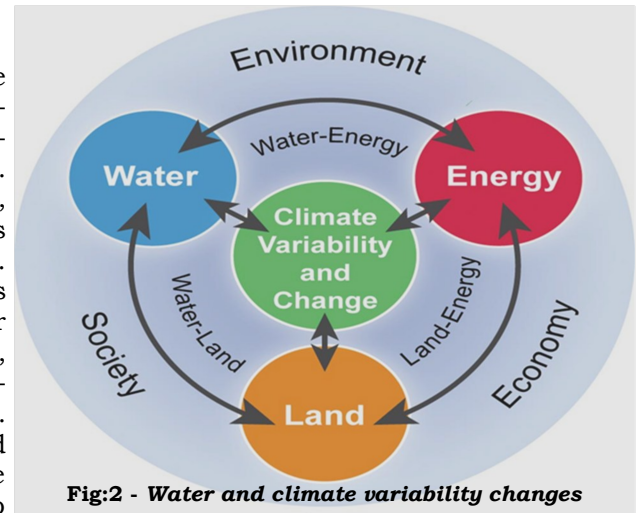 Environment
Water-Energy
Water
Energy
Climate
Variability
and
Change
Water-Land
Land-Energy
Society
Economy
Land
Fig:2 - Water and climate variability changes